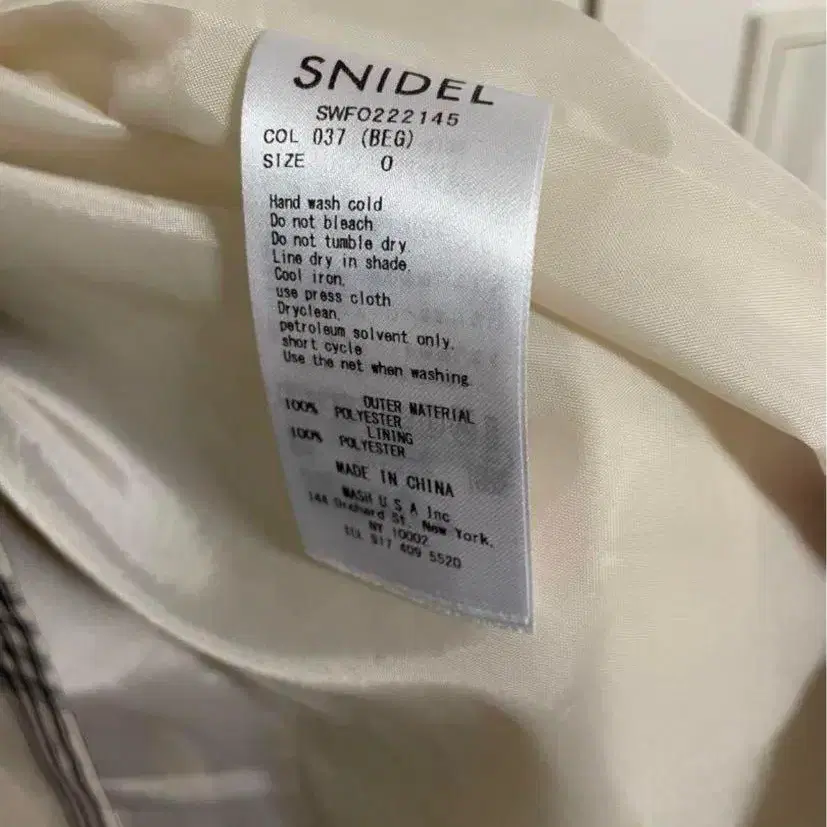 SNIDEL
SWFO222145
COL 037 (BEG)
SIZE 0
Hand wash cold
Do not bleach
Do not tumble dry.
Line dry in shade.
Cool iron.
use press cloth
Dryclean,
petroleum solvent only.
short cycle
Use the net when washing.
OUTER MATERIAL
100% POLYESTER
LINING
100% POLYESTER
MADE IN CHINA
MASH U S A Inc
144 Orchard St. New York.
NY 10002
TEL 917 409 5520